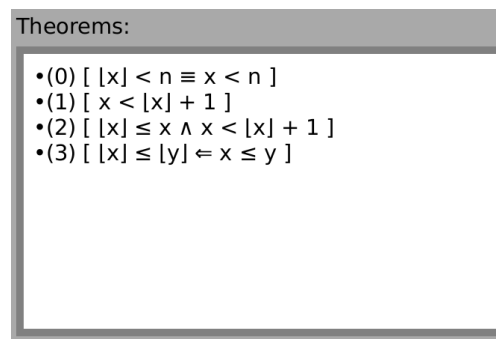 Theorems:
•(0) [ ⌊x⌋ < n ≡ x < n ]
•(1) [ x < ⌊x⌋ + 1 ]
•(2) [ ⌊x⌋ ≤ x ∧ x < ⌊x⌋ + 1 ]
•(3) [ ⌊x⌋ ≤ ⌊y⌋ ⇐ x ≤ y ]